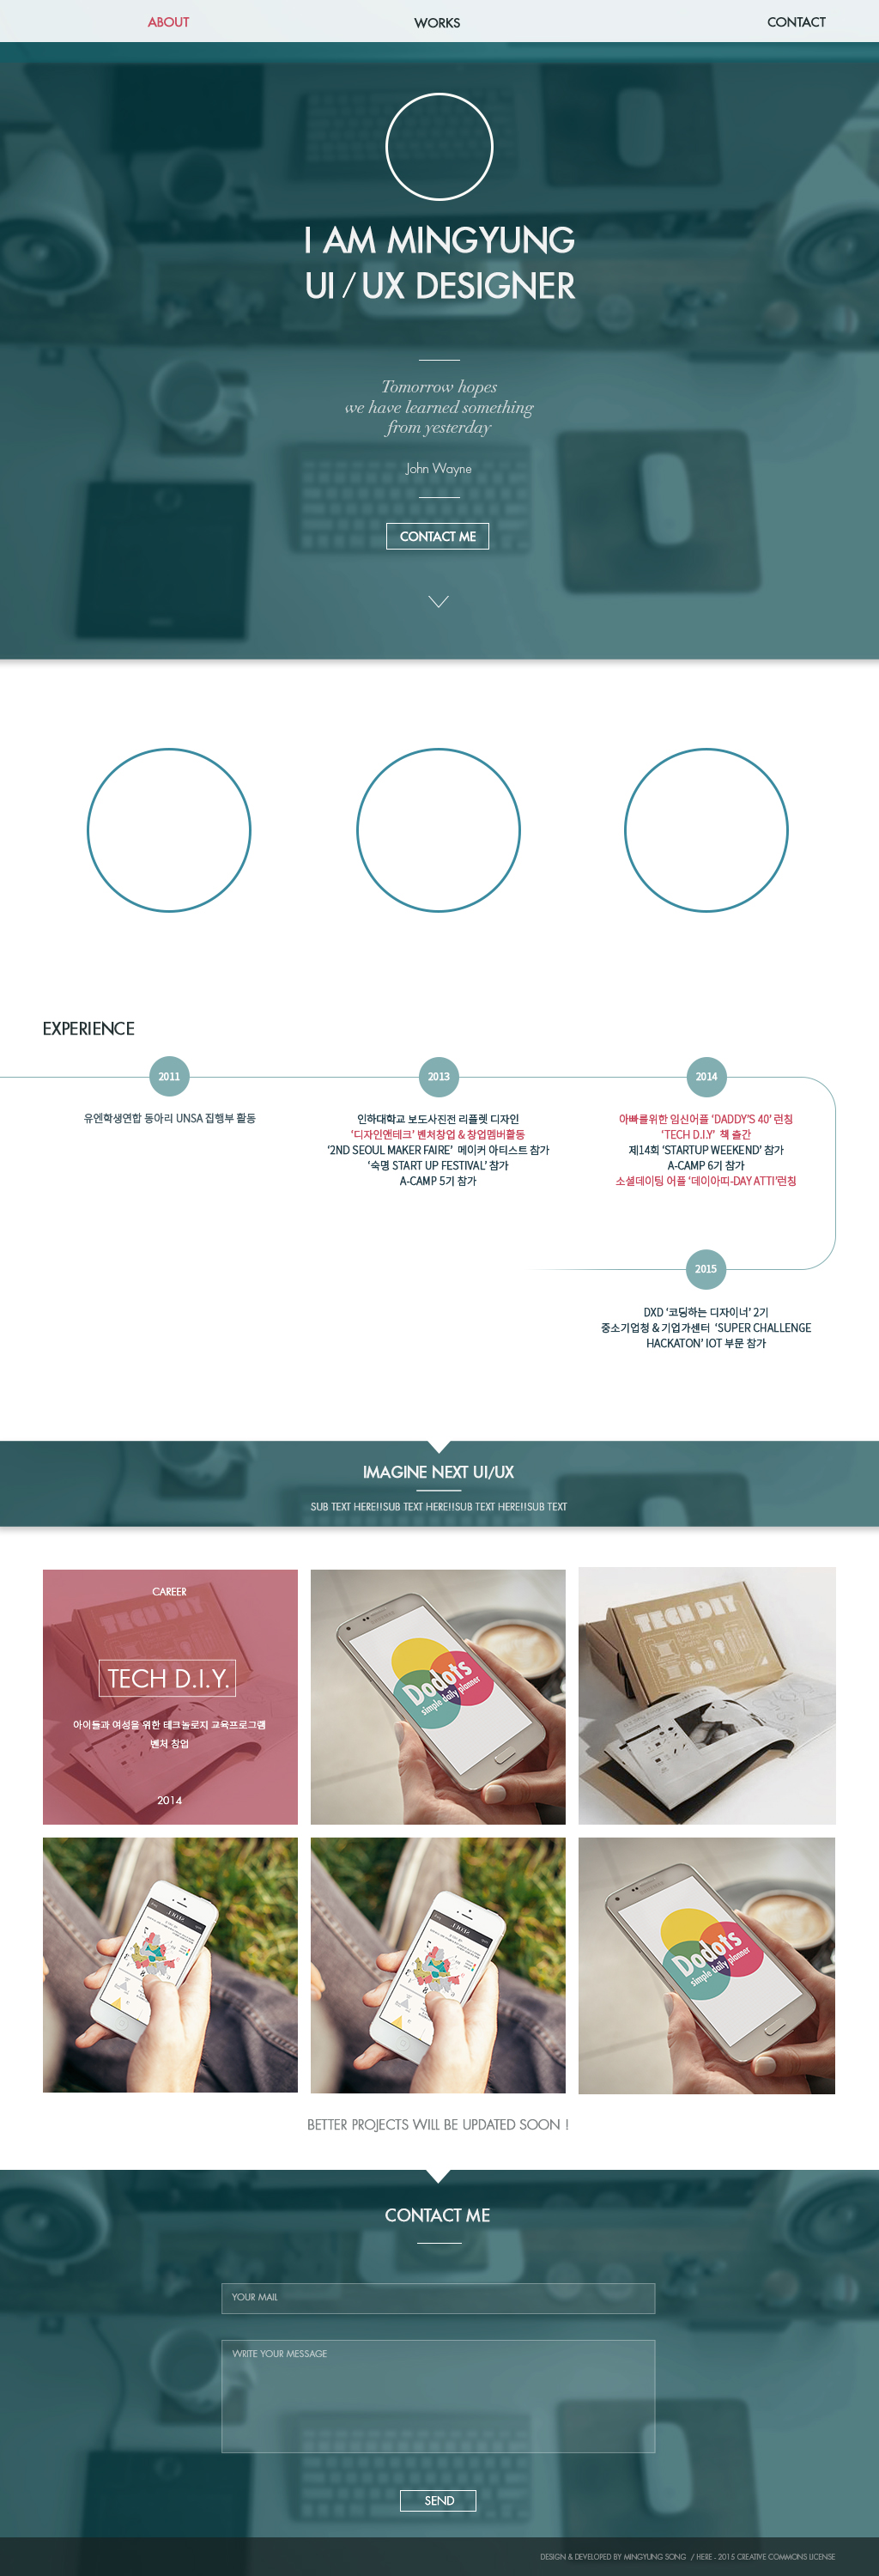 ABOUT
WORKS
CONTACT
I AM MINGYUNG
UI / UX DESIGNER
Tomorrow hopes
we have learned something
from yesterday
John Wayne
CONTACT ME
EXPERIENCE
2011
유엔학생연합 동아리 UNSA 집행부 활동
2013
인하대학교 보도사진전 리플렛 디자인
‘디자인앤테크’ 벤처창업 & 창업멤버활동
‘2ND SEOUL MAKER FAIRE’ 메이커 아티스트 참가
‘숙명 START UP FESTIVAL’ 참가
A-CAMP 5기 참가
2014
아빠를위한 임신어플 ‘DADDY’S 40’ 런칭
‘TECH D.I.Y’ 책 출간
제14회 ‘STARTUP WEEKEND’ 참가
A-CAMP 6기 참가
소셜데이팅 어플 ‘데이아띠-DAY ATTI’런칭
2015
DXD ‘코딩하는 디자이너’ 2기
중소기업청 & 기업가센터 ‘SUPER CHALLENGE
HACKATON’ IOT 부문 참가
IMAGINE NEXT UI/UX
SUB TEXT HERE!!SUB TEXT HERE!!SUB TEXT HERE!!SUB TEXT
CAREER
TECH D.I.Y.
아이들과 여성을 위한 테크놀로지 교육프로그램
벤처 창업
2014
Dodots
simple daily planner
TECH DIY
Dodots
simple daily planner
BETTER PROJECTS WILL BE UPDATED SOON !
CONTACT ME
YOUR MAIL
WRITE YOUR MESSAGE
SEND
DESIGN & DEVELOPED BY MINGYUNG SONG / HERE - 2015 CREATIVE COMMONS LICENSE